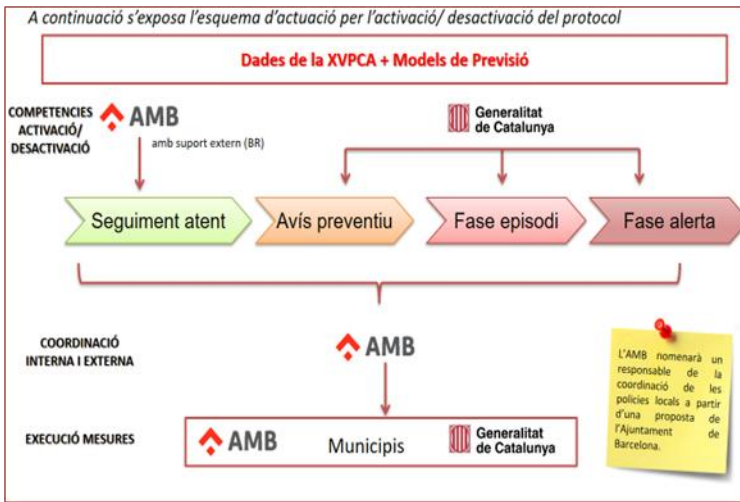 A continuació s'exposa l'esquema d'actuació per l'activació/ desactivació del protocol
Dades de la XVPCA + Models de Previsió
COMPETENCIES
ACTIVACIÓ/
DESACTIVACIÓ
AMB
amb suport extern (BR)
Generalitat
de Catalunya
Seguiment atent
Avís preventiu
Fase episodi
Fase alerta
COORDINACIÓ
INTERNA I EXTERNA
AMB
L'AMB nomenarà un
responsable de la
coordinació de les
policies locals a partir
d'una proposta de
l'Ajuntament de
Barcelona.
EXECUCIÓ MESURES
AMB
Municipis
Generalitat
de Catalunya